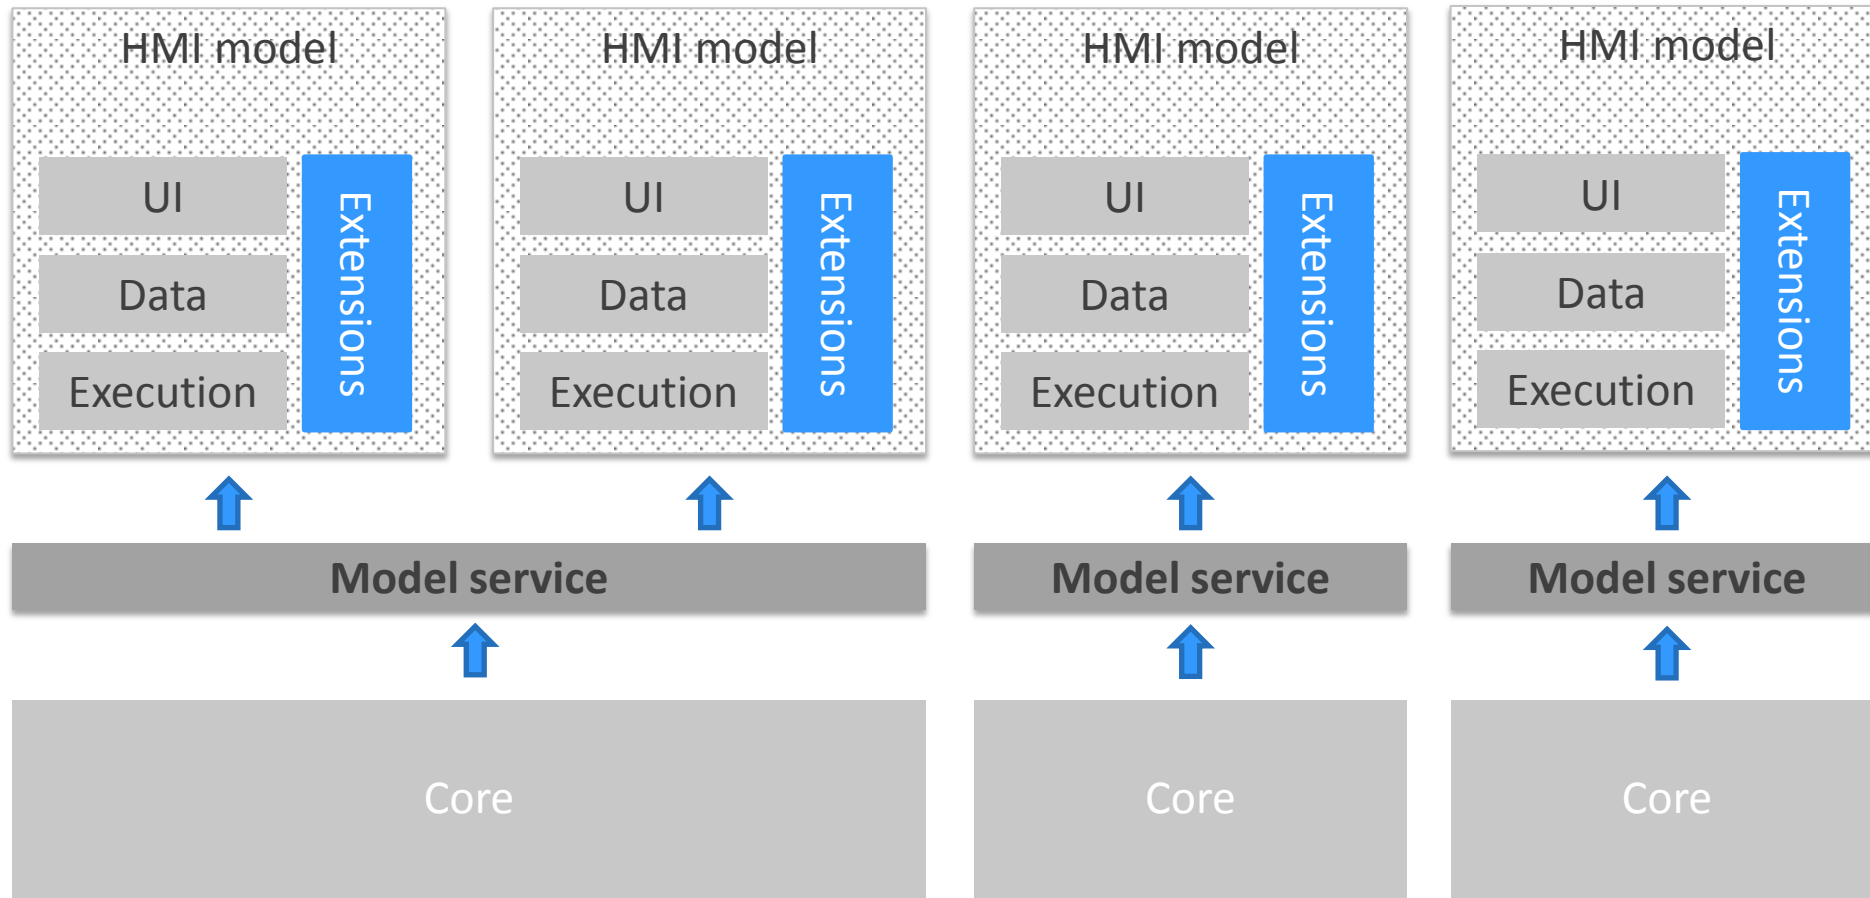 HMI model
UI
Data
Execution
Extensions
HMI model
UI
Data
Execution
Extensions
HMI model
UI
Data
Execution
Extensions
HMI model
UI
Data
Execution
Extensions
Model service
Model service
Model service
Core
Core
Core